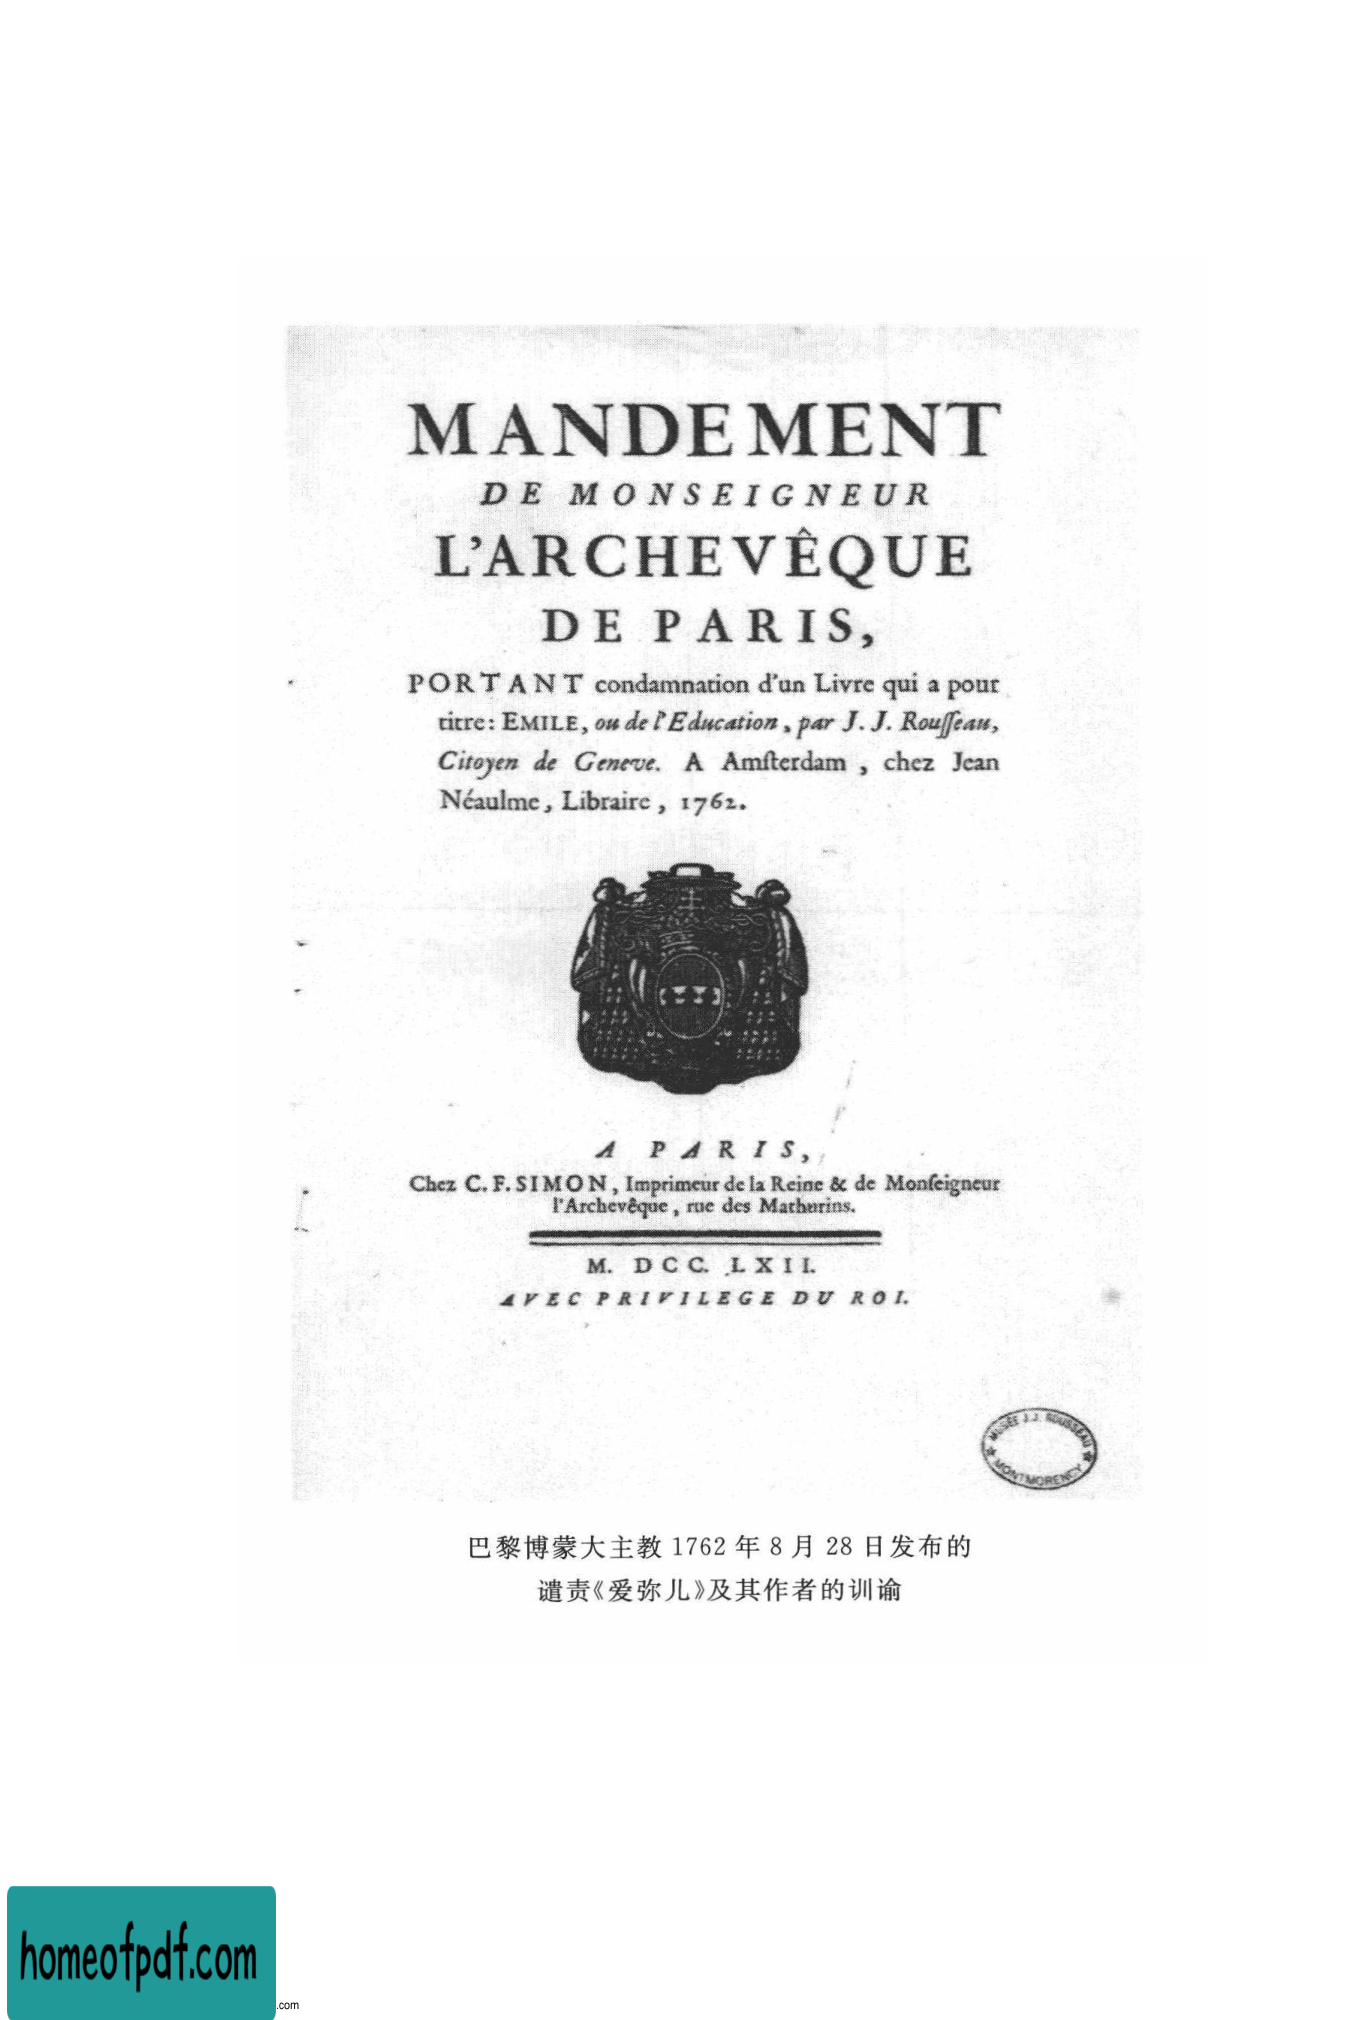 MANDEMENT
DE MONSEIGNEUR
L'ARCHEVÊQUE
DE PARIS,
PORTANT condamnation d'un Livre qui a pour
titre: EMILE, ou de l'Education, par J. J. Rouſſeau,
Citoyen de Geneve. A Amſterdam, chez Jean
Néaulme, Libraire, 1762.
A PARIS,
Chez C. F. SIMON, Imprimeur de la Reine & de Monſeigneur
l'Archevêque, rue des Mathurins.
M. DCC. LXII.
AVEC PRIVILEGE DU ROI.
MUSÉE J.J. ROUSSEAU
MONTMORENCY
巴黎博蒙大主教1762年8月28日发布的
谴责《爱弥儿》及其作者的训谕
homeofpdf.com
.com